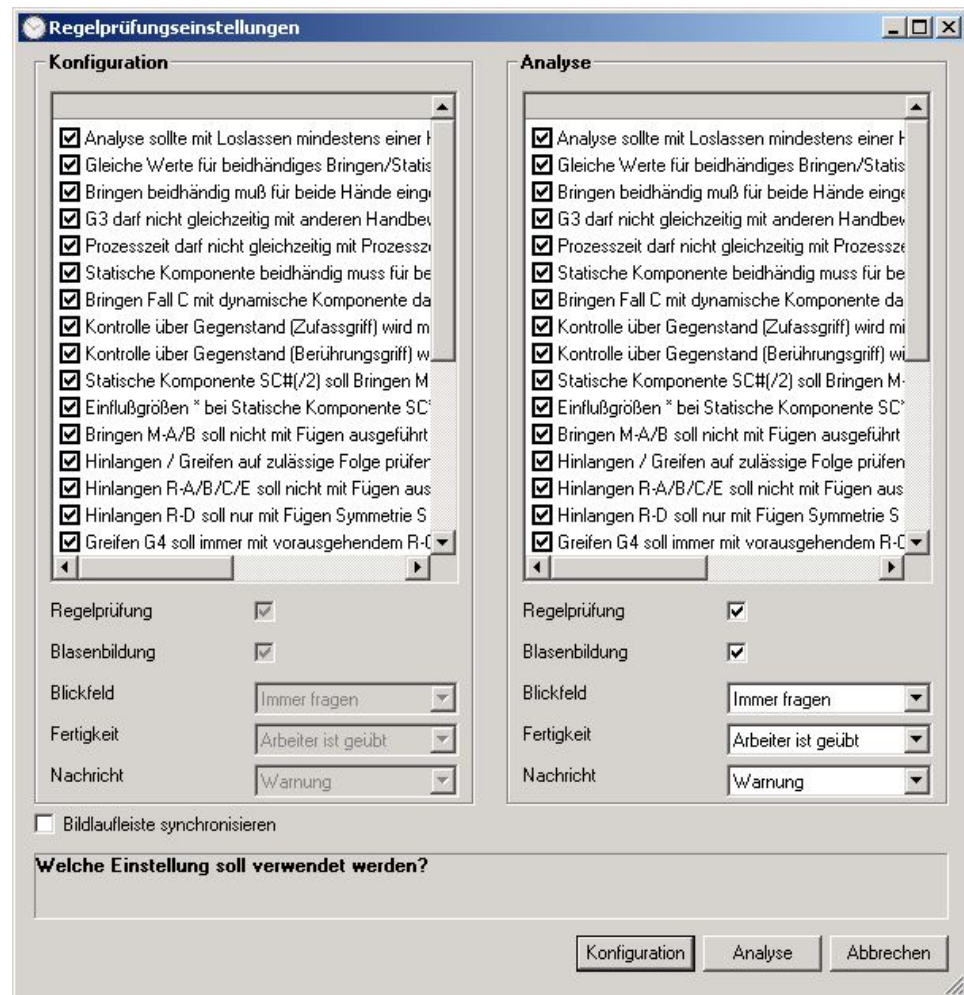 Regelprüfungseinstellungen
Konfiguration
Analyse sollte mit Loslassen mindestens einer
Gleiche Werte für beidhändiges Bringen/Statis
Bringen beidhändig muß für beide Hände einge
G3 darf nicht gleichzeitig mit anderen Handbew
Prozesszeit darf nicht gleichzeitig mit Prozessze
Statische Komponente beidhändig muss für be
Bringen Fall C mit dynamische Komponente da
Kontrolle über Gegenstand (Zufassgriff) wird m
Kontrolle über Gegenstand (Berührungsgriff) w
Statische Komponente SC#(/2) soll Bringen M
Einflußgrößen * bei Statische Komponente SC*
Bringen M-A/B soll nicht mit Fügen ausgeführt
Hinlangen / Greifen auf zulässige Folge prüfen
Hinlangen R-A/B/C/E soll nicht mit Fügen aus
Hinlangen R-D soll nur mit Fügen Symmetrie S
Greifen G4 soll immer mit vorausgehendem R-C
Regelprüfung
Blasenbildung
Blickfeld Immer fragen
Fertigkeit Arbeiter ist geübt
Nachricht Warnung
Analyse
Analyse sollte mit Loslassen mindestens einer
Gleiche Werte für beidhändiges Bringen/Statis
Bringen beidhändig muß für beide Hände einge
G3 darf nicht gleichzeitig mit anderen Handbew
Prozesszeit darf nicht gleichzeitig mit Prozessze
Statische Komponente beidhändig muss für be
Bringen Fall C mit dynamische Komponente da
Kontrolle über Gegenstand (Zufassgriff) wird mi
Kontrolle über Gegenstand (Berührungsgriff) wi
Statische Komponente SC#(/2) soll Bringen M-
Einflußgrößen * bei Statische Komponente SC*
Bringen M-A/B soll nicht mit Fügen ausgeführt
Hinlangen / Greifen auf zulässige Folge prüfen
Hinlangen R-A/B/C/E soll nicht mit Fügen aus
Hinlangen R-D soll nur mit Fügen Symmetrie S
Greifen G4 soll immer mit vorausgehendem R-C
Regelprüfung
Blasenbildung
Blickfeld Immer fragen
Fertigkeit Arbeiter ist geübt
Nachricht Warnung
Bildlaufleiste synchronisieren
Welche Einstellung soll verwendet werden?
Konfiguration Analyse Abbrechen